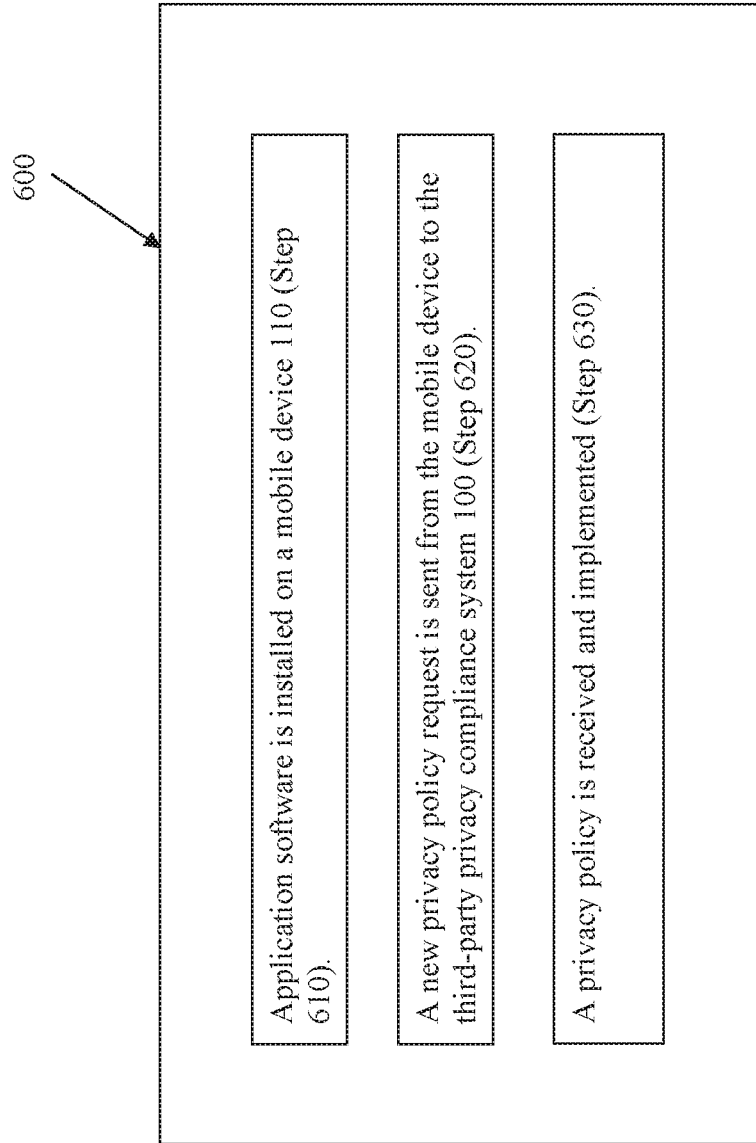 600
Application software is installed on a mobile device 110 (Step
610).
A new privacy policy request is sent from the mobile device to the
third-party privacy compliance system 100 (Step 620).
A privacy policy is received and implemented (Step 630).